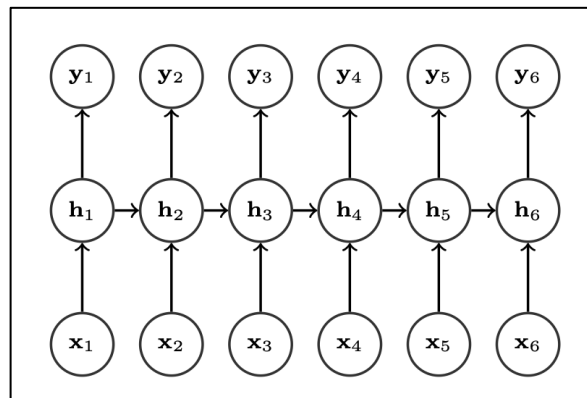 y₁ y₂ y₃ y₄ y₅ y₆
h₁ h₂ h₃ h₄ h₅ h₆
x₁ x₂ x₃ x₄ x₅ x₆